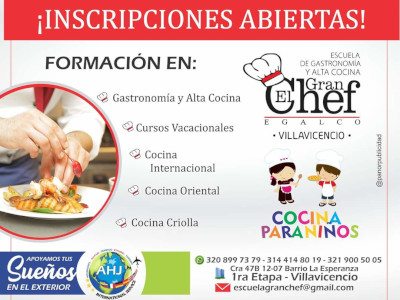 ¡INSCRIPCIONES ABIERTAS!
FORMACIÓN EN:
Gastronomía y Alta Cocina
Cursos Vacacionales
Cocina
Internacional
Cocina Oriental
Cocina Criolla
ESCUELA
DE GASTRONOMÍA
Y ALTA COCINA
El Gran
Chef
EGALCO
• VILLAVICENCIO •
@panorpublicidad
COCINA
PARA NIÑOS
APOYAMOS TUS
Sueños
EN EL EXTERIOR
AHJ
INTERNATIONAL SERVICE
320 899 73 79 - 314 414 80 19 - 321 900 50 05
Cra 47B 12-07 Barrio La Esperanza
1ra Etapa - Villavicencio
escuelagranchef@gmail.com